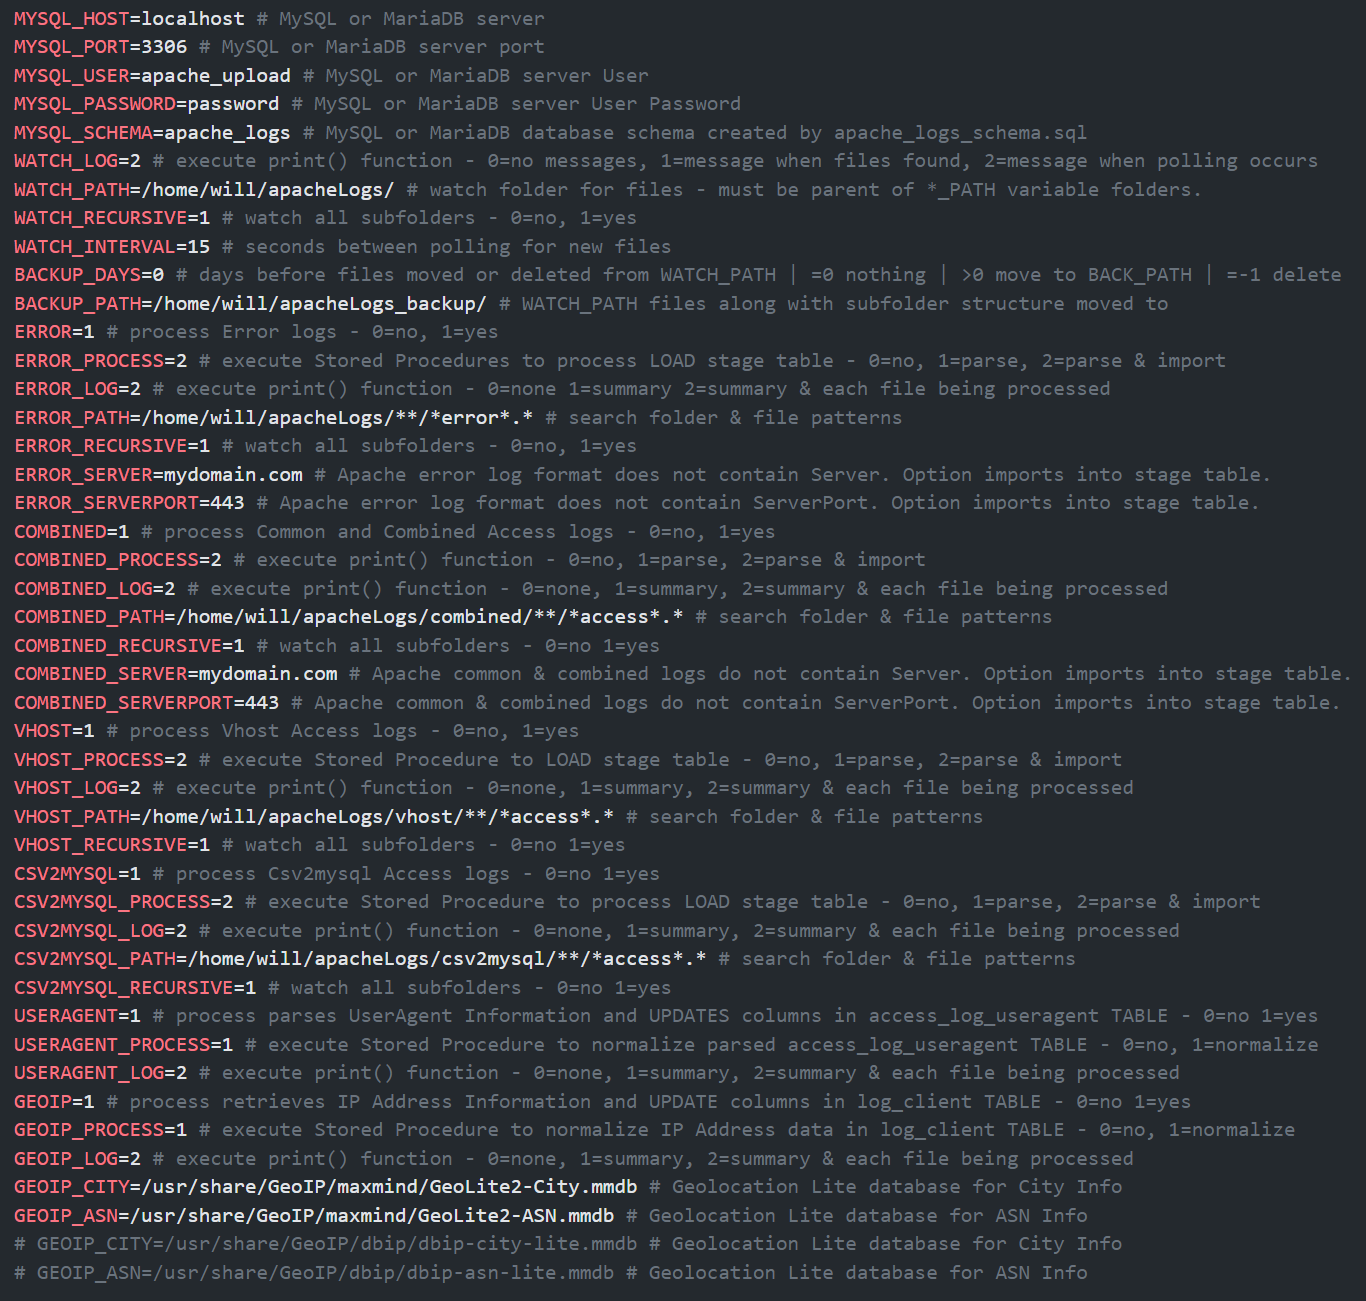 MYSQL_HOST=localhost # MySQL or MariaDB server
MYSQL_PORT=3306 # MySQL or MariaDB server port
MYSQL_USER=apache_upload # MySQL or MariaDB server User
MYSQL_PASSWORD=password # MySQL or MariaDB server User Password
MYSQL_SCHEMA=apache_logs # MySQL or MariaDB database schema created by apache_logs_schema.sql
WATCH_LOG=2 # execute print() function - 0=no messages, 1=message when files found, 2=message when polling occurs
WATCH_PATH=/home/will/apacheLogs/ # watch folder for files - must be parent of *_PATH variable folders.
WATCH_RECURSIVE=1 # watch all subfolders - 0=no, 1=yes
WATCH_INTERVAL=15 # seconds between polling for new files
BACKUP_DAYS=0 # days before files moved or deleted from WATCH_PATH | =0 nothing | >0 move to BACK_PATH | =-1 delete
BACKUP_PATH=/home/will/apacheLogs_backup/ # WATCH_PATH files along with subfolder structure moved to
ERROR=1 # process Error logs - 0=no, 1=yes
ERROR_PROCESS=2 # execute Stored Procedures to process LOAD stage table - 0=no, 1=parse, 2=parse & import
ERROR_LOG=2 # execute print() function - 0=none 1=summary 2=summary & each file being processed
ERROR_PATH=/home/will/apacheLogs/**/*error*.* # search folder & file patterns
ERROR_RECURSIVE=1 # watch all subfolders - 0=no, 1=yes
ERROR_SERVER=mydomain.com # Apache error log format does not contain Server. Option imports into stage table.
ERROR_SERVERPORT=443 # Apache error log format does not contain ServerPort. Option imports into stage table.
COMBINED=1 # process Common and Combined Access logs - 0=no, 1=yes
COMBINED_PROCESS=2 # execute print() function - 0=no, 1=parse, 2=parse & import
COMBINED_LOG=2 # execute print() function - 0=none, 1=summary, 2=summary & each file being processed
COMBINED_PATH=/home/will/apacheLogs/combined/**/*access*.* # search folder & file patterns
COMBINED_RECURSIVE=1 # watch all subfolders - 0=no 1=yes
COMBINED_SERVER=mydomain.com # Apache common & combined logs do not contain Server. Option imports into stage table.
COMBINED_SERVERPORT=443 # Apache common & combined logs do not contain ServerPort. Option imports into stage table.
VHOST=1 # process Vhost Access logs - 0=no, 1=yes
VHOST_PROCESS=2 # execute Stored Procedure to LOAD stage table - 0=no, 1=parse, 2=parse & import
VHOST_LOG=2 # execute print() function - 0=none, 1=summary, 2=summary & each file being processed
VHOST_PATH=/home/will/apacheLogs/vhost/**/*access*.* # search folder & file patterns
VHOST_RECURSIVE=1 # watch all subfolders - 0=no 1=yes
CSV2MYSQL=1 # process Csv2mysql Access logs - 0=no 1=yes
CSV2MYSQL_PROCESS=2 # execute Stored Procedure to process LOAD stage table - 0=no, 1=parse, 2=parse & import
CSV2MYSQL_LOG=2 # execute print() function - 0=none, 1=summary, 2=summary & each file being processed
CSV2MYSQL_PATH=/home/will/apacheLogs/csv2mysql/**/*access*.* # search folder & file patterns
CSV2MYSQL_RECURSIVE=1 # watch all subfolders - 0=no 1=yes
USERAGENT=1 # process parses UserAgent Information and UPDATES columns in access_log_useragent TABLE - 0=no 1=yes
USERAGENT_PROCESS=1 # execute Stored Procedure to normalize parsed access_log_useragent TABLE - 0=no, 1=normalize
USERAGENT_LOG=2 # execute print() function - 0=none, 1=summary, 2=summary & each file being processed
GEOIP=1 # process retrieves IP Address Information and UPDATE columns in log_client TABLE - 0=no 1=yes
GEOIP_PROCESS=1 # execute Stored Procedure to normalize IP Address data in log_client TABLE - 0=no, 1=normalize
GEOIP_LOG=2 # execute print() function - 0=none, 1=summary, 2=summary & each file being processed
GEOIP_CITY=/usr/share/GeoIP/maxmind/GeoLite2-City.mmdb # Geolocation Lite database for City Info
GEOIP_ASN=/usr/share/GeoIP/maxmind/GeoLite2-ASN.mmdb # Geolocation Lite database for ASN Info
# GEOIP_CITY=/usr/share/GeoIP/dbip/dbip-city-lite.mmdb # Geolocation Lite database for City Info
# GEOIP_ASN=/usr/share/GeoIP/dbip/dbip-asn-lite.mmdb # Geolocation Lite database for ASN Info